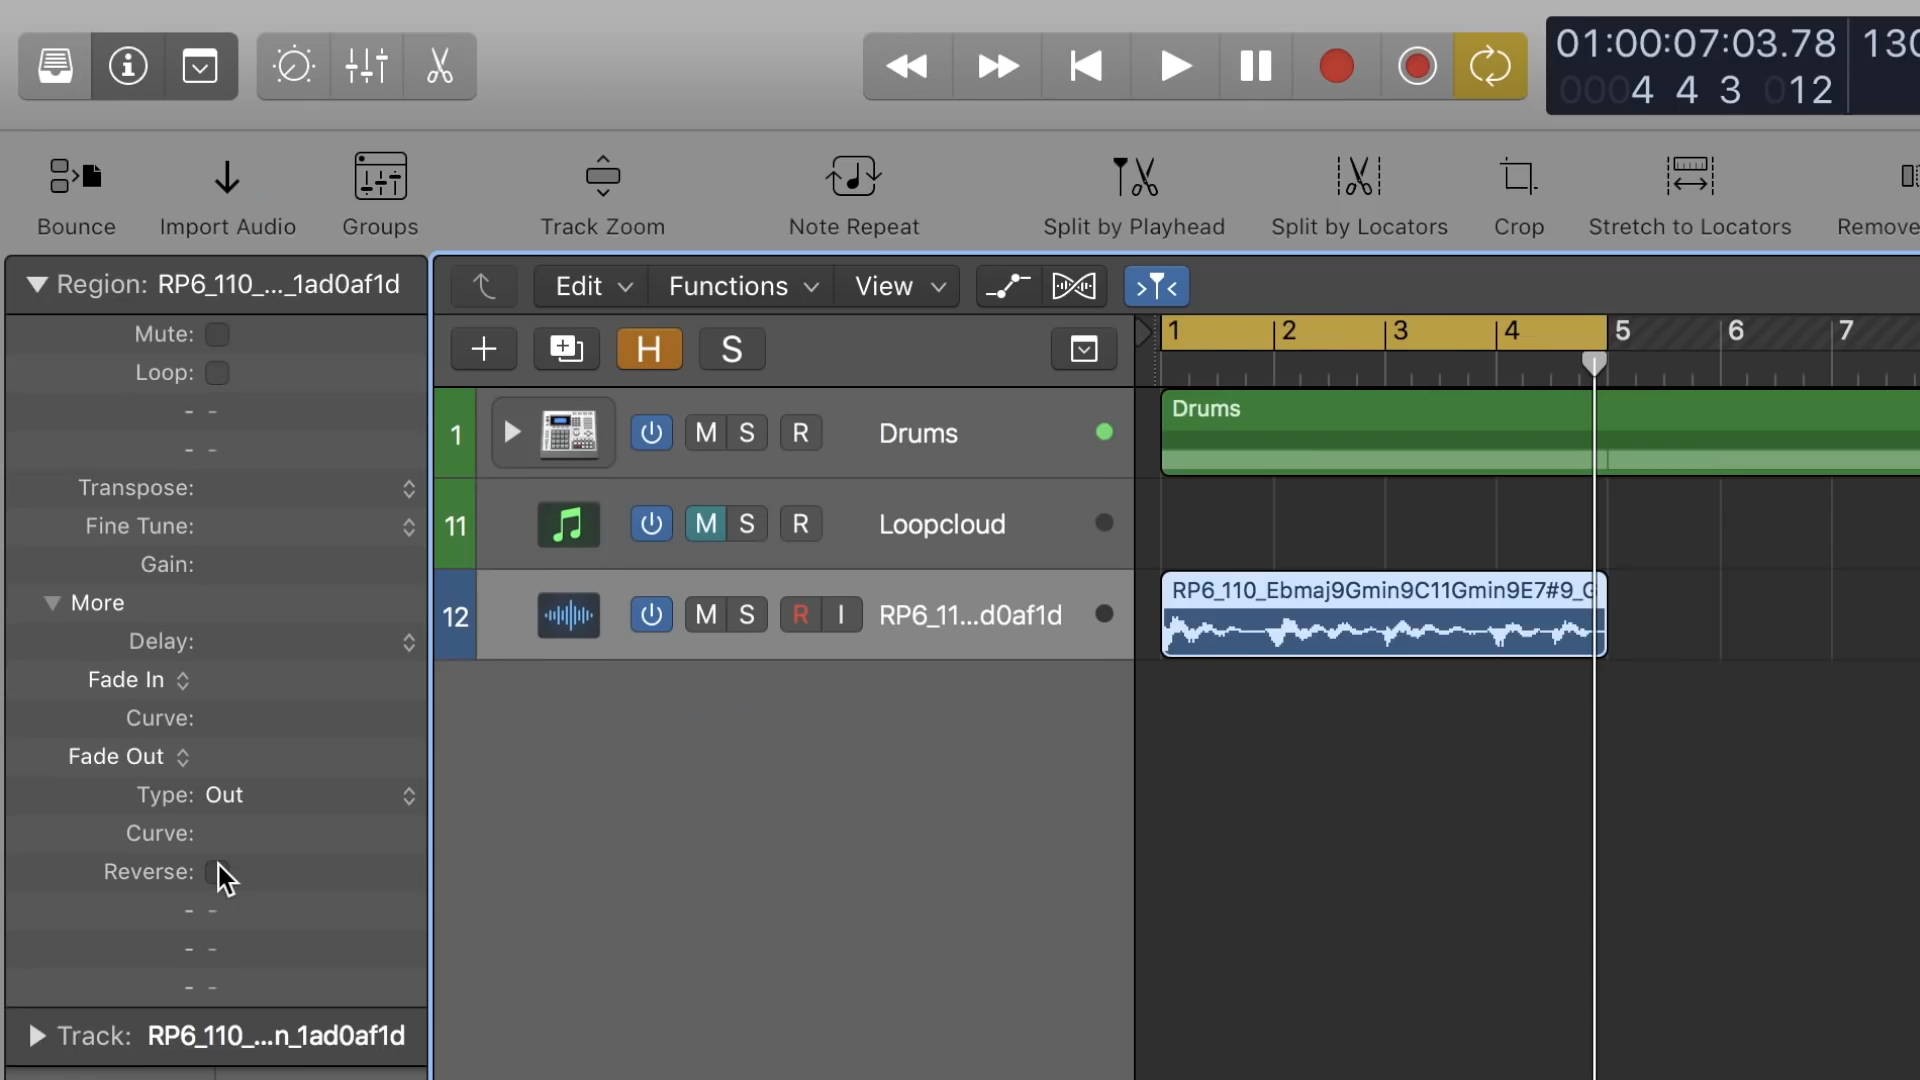 01:00:07:03.78
130
0004 4 3 012
Bounce
Import Audio
Groups
Track Zoom
Note Repeat
Split by Playhead
Split by Locators
Crop
Stretch to Locators
Remove
Region: RP6_110_..._1ad0af1d
Edit
Functions
View
Mute:
Loop:
- -
- -
Transpose:
Fine Tune:
Gain:
More
Delay:
Fade In
Curve:
Fade Out
Type: Out
Curve:
Reverse:
- -
- -
- -
Track: RP6_110_...n_1ad0af1d
H S
1 2 3 4 5 6 7
1 M S R Drums
Drums
11 M S R Loopcloud
12 M S R I RP6_11...d0af1d
RP6_110_Ebmaj9Gmin9C11Gmin9E7#9_G